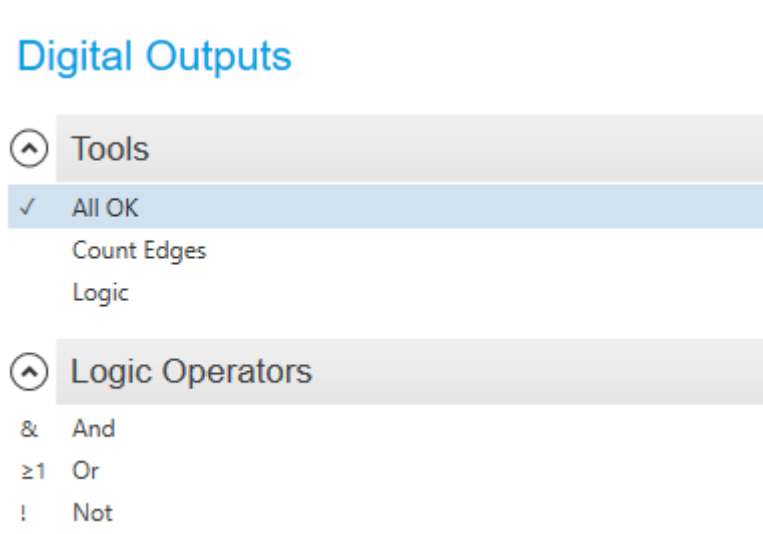 Digital Outputs
Tools
✓ All OK
Count Edges
Logic
Logic Operators
& And
≥1 Or
! Not